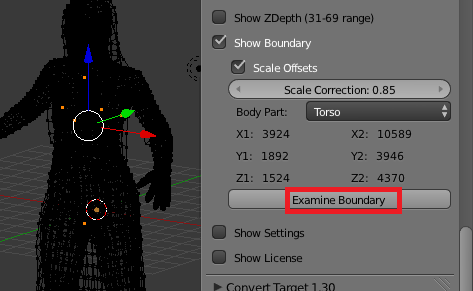 Show ZDepth (31-69 range)
Show Boundary
Scale Offsets
Scale Correction: 0.85
Body Part: Torso
X1: 3924 X2: 10589
Y1: 1892 Y2: 3946
Z1: 1524 Z2: 4370
Examine Boundary
Show Settings
Show License
Convert Target 1.30